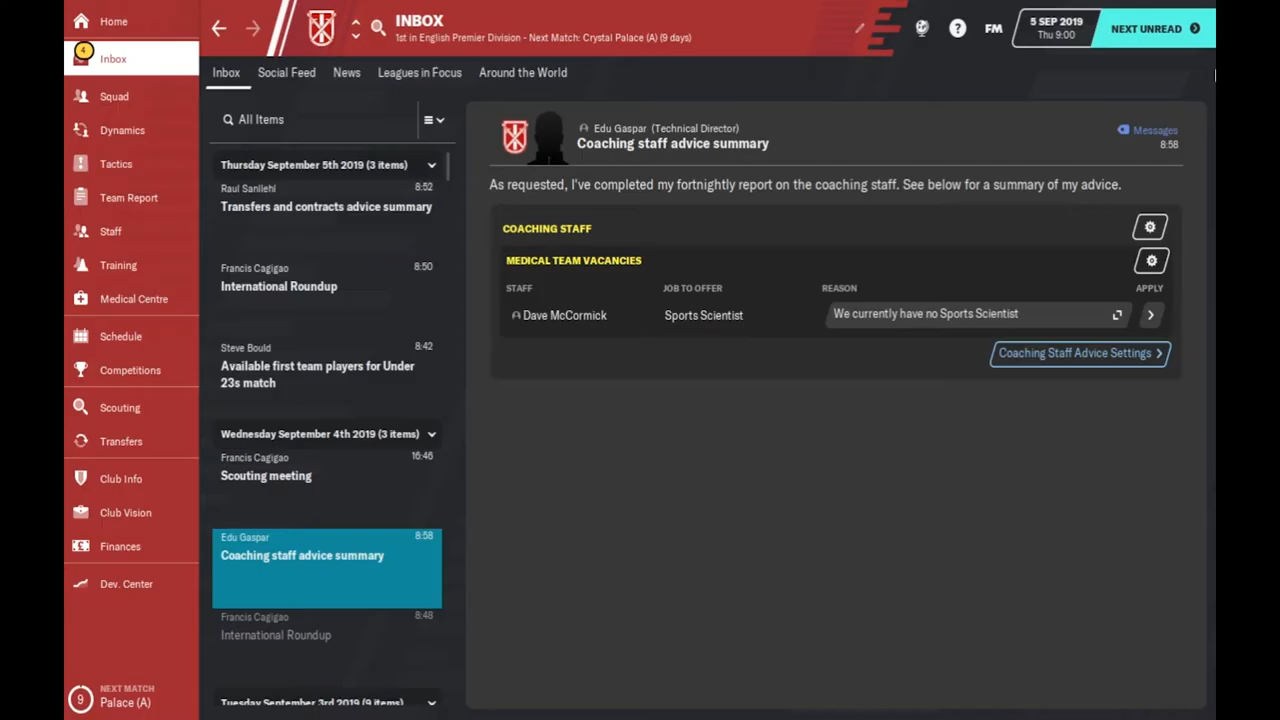 Home
4
Inbox
Squad
Dynamics
Tactics
Team Report
Staff
Training
Medical Centre
Schedule
Competitions
Scouting
Transfers
Club Info
Club Vision
Finances
Dev. Center
9
NEXT MATCH
Palace (A)
INBOX
1st in English Premier Division - Next Match: Crystal Palace (A) (9 days)
?
FM
5 SEP 2019
Thu 9:00
NEXT UNREAD
Inbox Social Feed News Leagues in Focus Around the World
All Items
Thursday September 5th 2019 (3 items)
Raul Sanllehl 8:52
Transfers and contracts advice summary
Francis Cagigao 8:50
International Roundup
Steve Bould 8:42
Available first team players for Under
23s match
Wednesday September 4th 2019 (3 items)
Francis Cagigao 16:46
Scouting meeting
Edu Gaspar 8:58
Coaching staff advice summary
Francis Cagigao 8:48
International Roundup
Tuesday September 3rd 2019 (9 items)
Edu Gaspar (Technical Director)
Coaching staff advice summary
Messages
8:58
As requested, I've completed my fortnightly report on the coaching staff. See below for a summary of my advice.
COACHING STAFF
MEDICAL TEAM VACANCIES
STAFF JOB TO OFFER REASON APPLY
Dave McCormick Sports Scientist We currently have no Sports Scientist
Coaching Staff Advice Settings